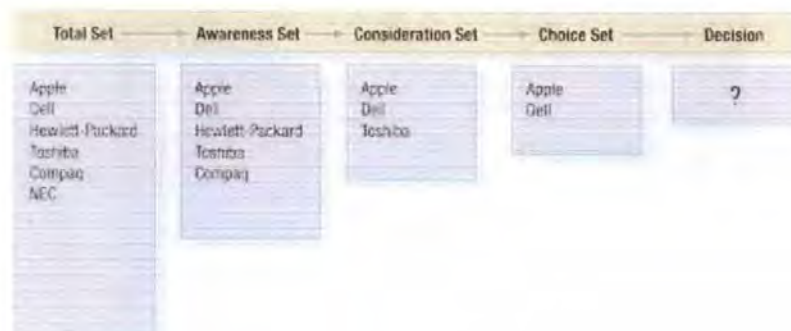 Total Set
Awareness Set
Consideration Set
Choice Set
Decision
Apple
Dell
Hewlett-Packard
Toshiba
Compaq
NEC
Apple
Dell
Hewlett-Packard
Toshiba
Compaq
Apple
Dell
Toshiba
Apple
Dell
?